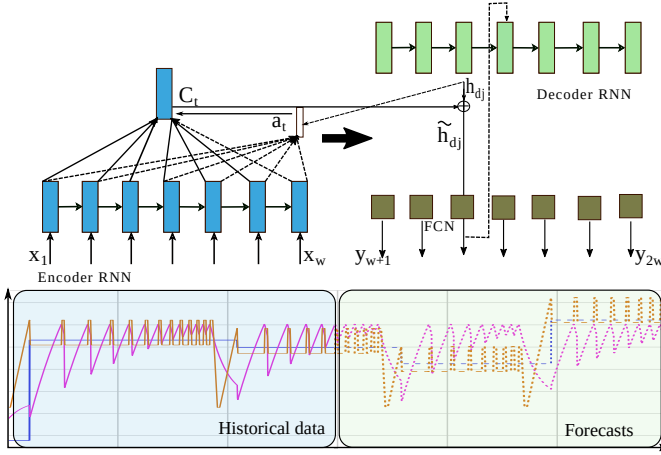 C_t
a_t
h_dj
Decoder RNN
h̃_dj
FCN
x_1
x_w
Encoder RNN
y_w+1
y_2w
Historical data
Forecasts